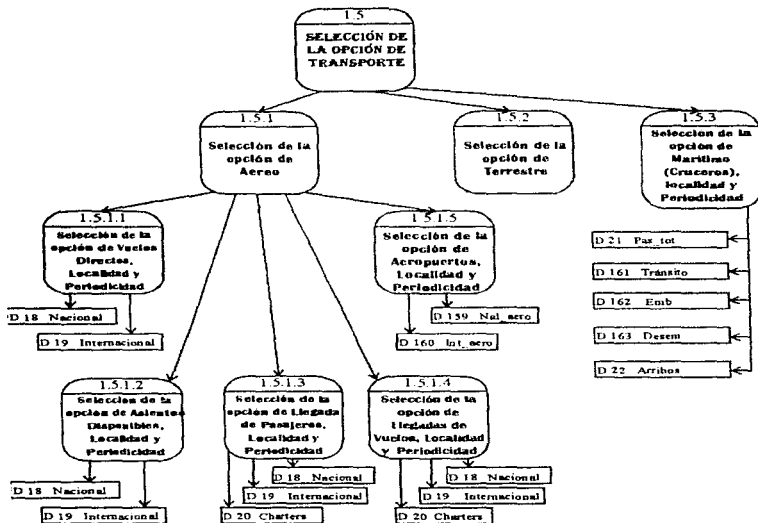 1.5
SELECCIÓN DE
LA OPCIÓN DE
TRANSPORTE
1.5.1
Selección de la
opción de
Aereo
1.5.2
Selección de la
opción de
Terrestre
1.5.3
Selección de la
opción de
Marítimo
(Cruceros),
localidad y
Periodicidad
1.5.1.1
Selección de la
opción de Vuelos
Directos,
Localidad y
Periodicidad
D 18 Nacional
D 19 Internacional
1.5.1.5
Selección de la
opción de
Aeropuertos,
Localidad y
Periodicidad
D 159 Nal_aero
D 160 Int_aero
D 21 Pas_tot
D 161 Tránsito
D 162 Emb
D 163 Desem
D 22 Arribos
1.5.1.2
Selección de la
opción de Asientos
Disponibles,
Localidad y
Periodicidad
D 18 Nacional
D 19 Internacional
1.5.1.3
Selección de la
opción de Llegada
de Pasajeros,
Localidad y
Periodicidad
D 18 Nacional
D 19 Internacional
D 20 Charters
1.5.1.4
Selección de la
opción de
Llegadas de
Vuelos, Localidad
y Periodicidad
D 18 Nacional
D 19 Internacional
D 20 Charters